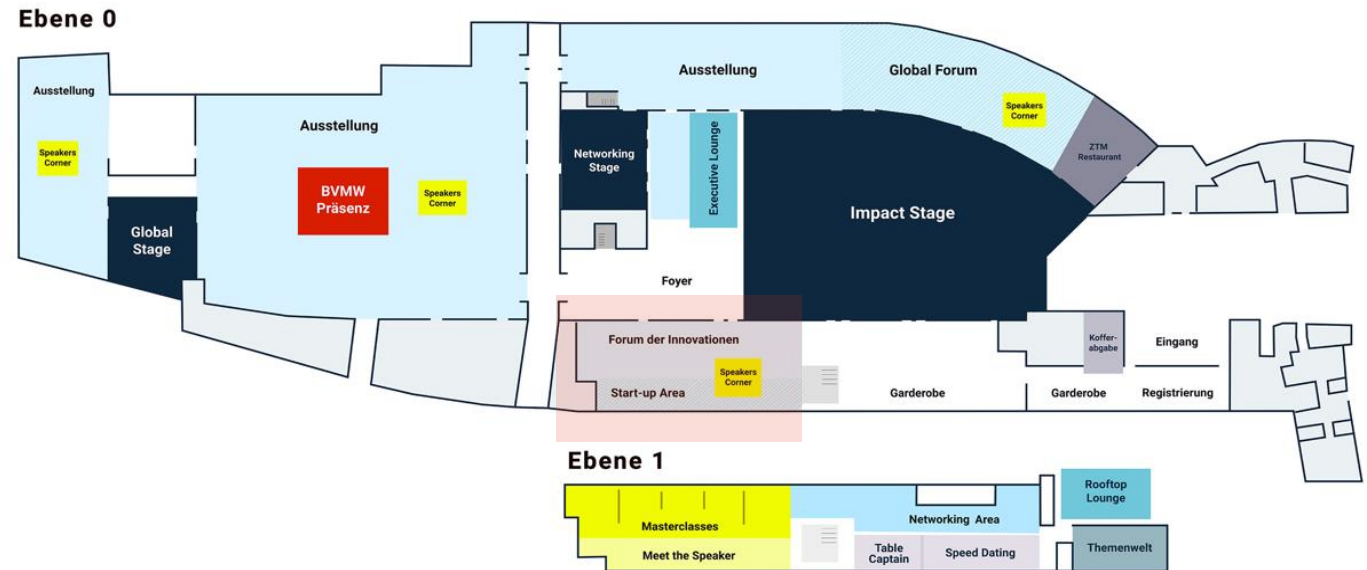 Ebene 0
Ausstellung
Speakers
Corner
Global
Stage
Ausstellung
BVMW
Präsenz
Speakers
Corner
Networking
Stage
Ausstellung
Executive Lounge
Foyer
Global Forum
Speakers
Corner
ZTM
Restaurant
Impact Stage
Forum der Innovationen
Speakers
Corner
Start-up Area
Garderobe
Koffer-
abgabe
Garderobe
Eingang
Registrierung
Ebene 1
Masterclasses
Meet the Speaker
Networking Area
Table
Captain
Speed Dating
Rooftop
Lounge
Themenwelt